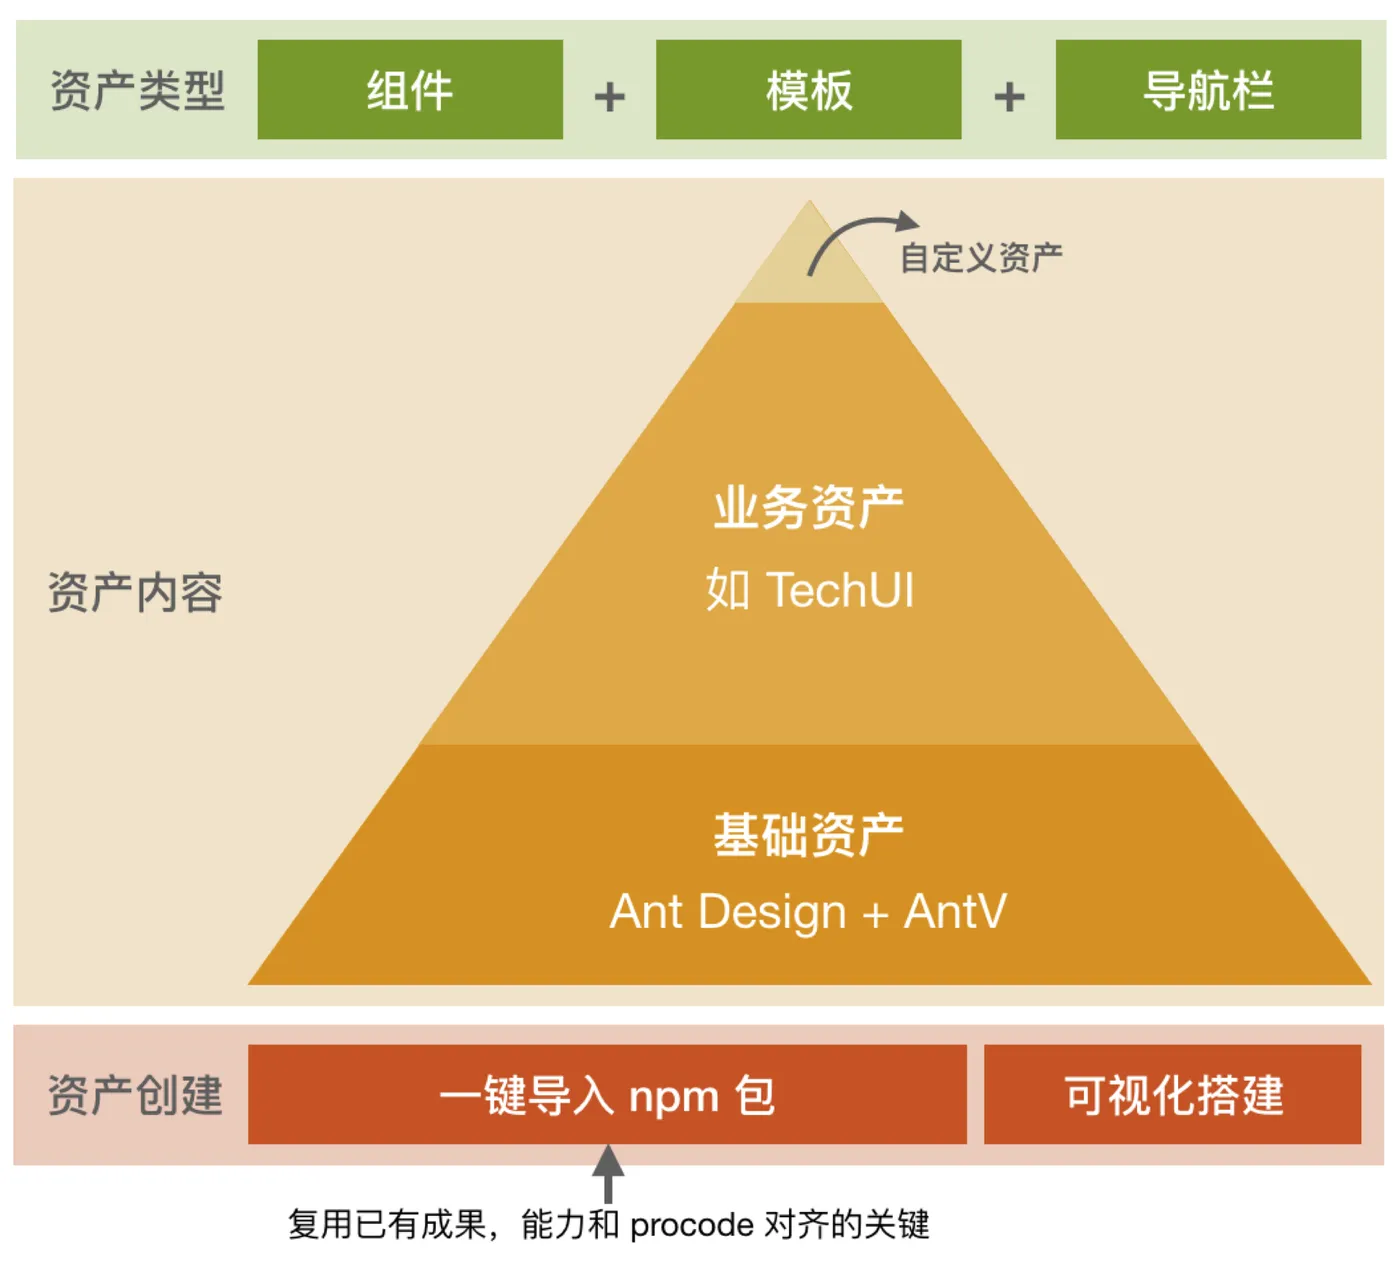 资产类型
组件
+
模板
+
导航栏
自定义资产
业务资产
如 TechUI
资产内容
基础资产
Ant Design + AntV
资产创建
一键导入 npm 包
可视化搭建
复用已有成果，能力和 procode 对齐的关键